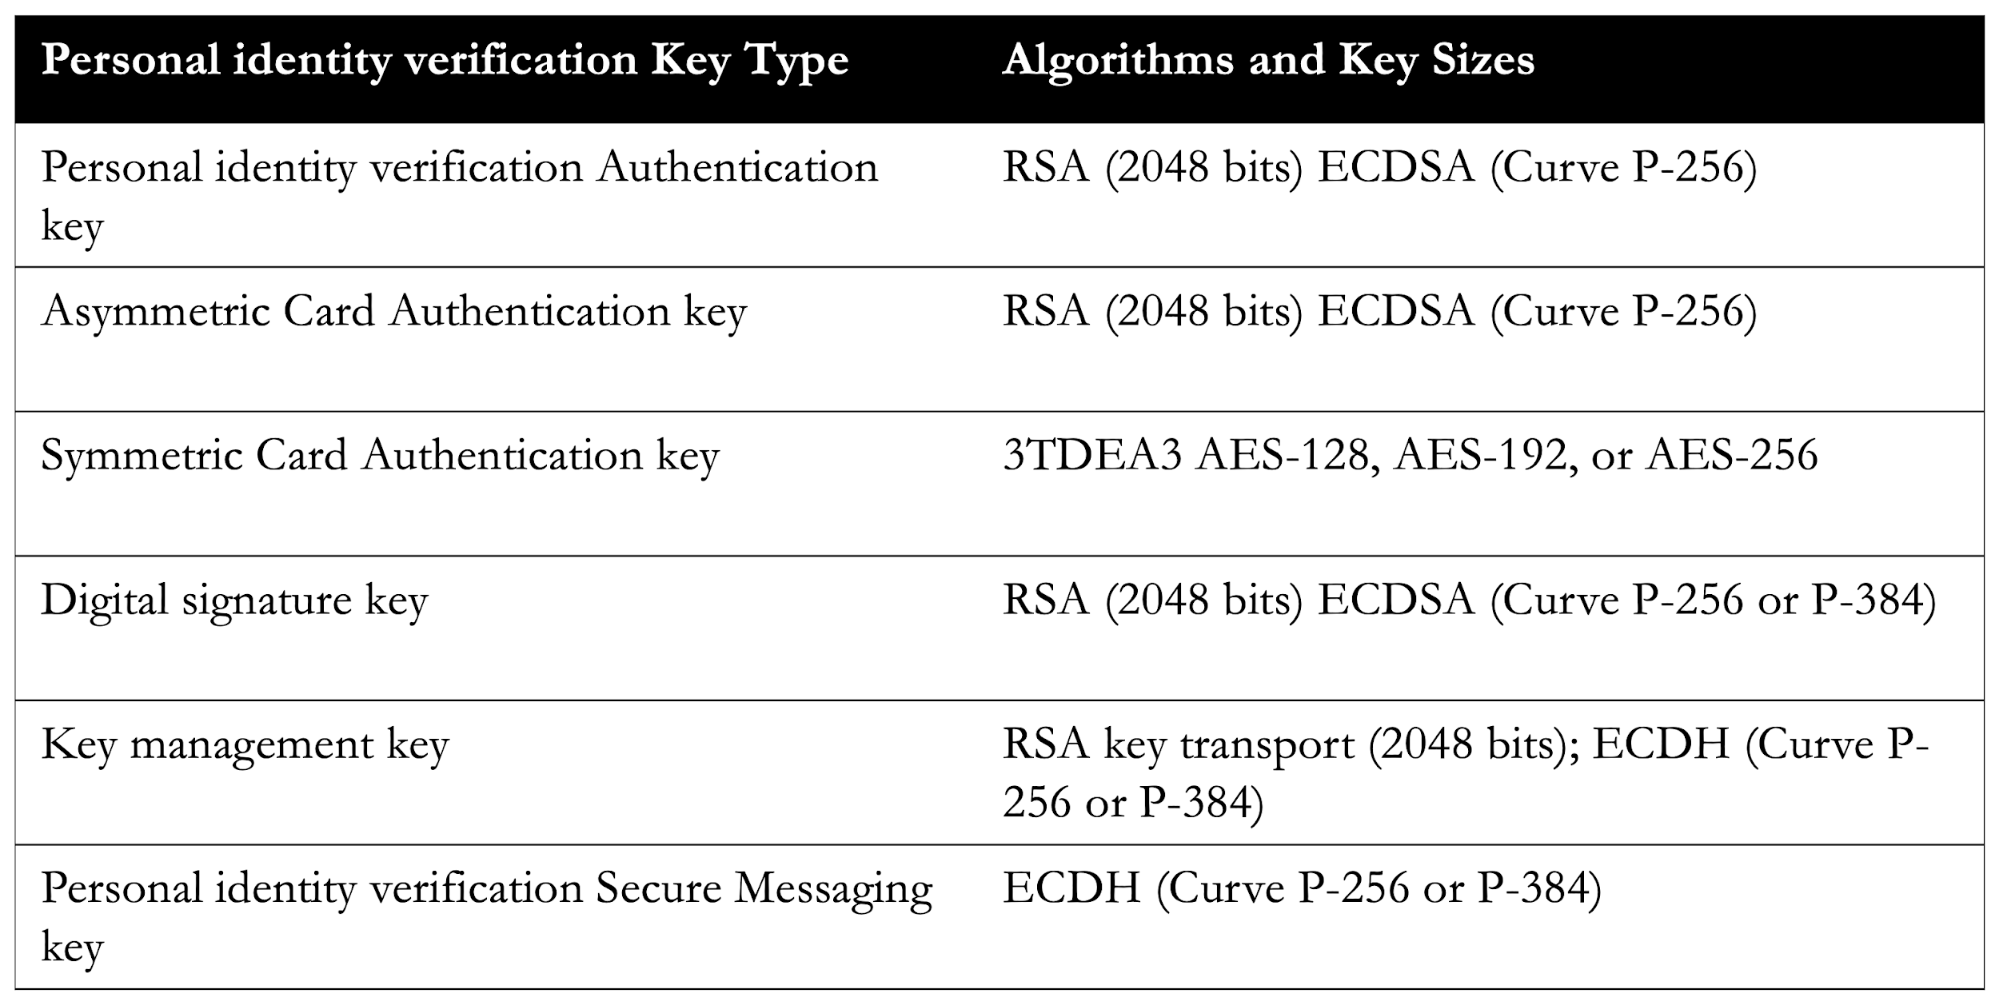 Personal identity verification Key Type
Algorithms and Key Sizes
Personal identity verification Authentication
key
RSA (2048 bits) ECDSA (Curve P-256)
Asymmetric Card Authentication key
RSA (2048 bits) ECDSA (Curve P-256)
Symmetric Card Authentication key
3TDEA3 AES-128, AES-192, or AES-256
Digital signature key
RSA (2048 bits) ECDSA (Curve P-256 or P-384)
Key management key
RSA key transport (2048 bits); ECDH (Curve P-
256 or P-384)
Personal identity verification Secure Messaging
key
ECDH (Curve P-256 or P-384)